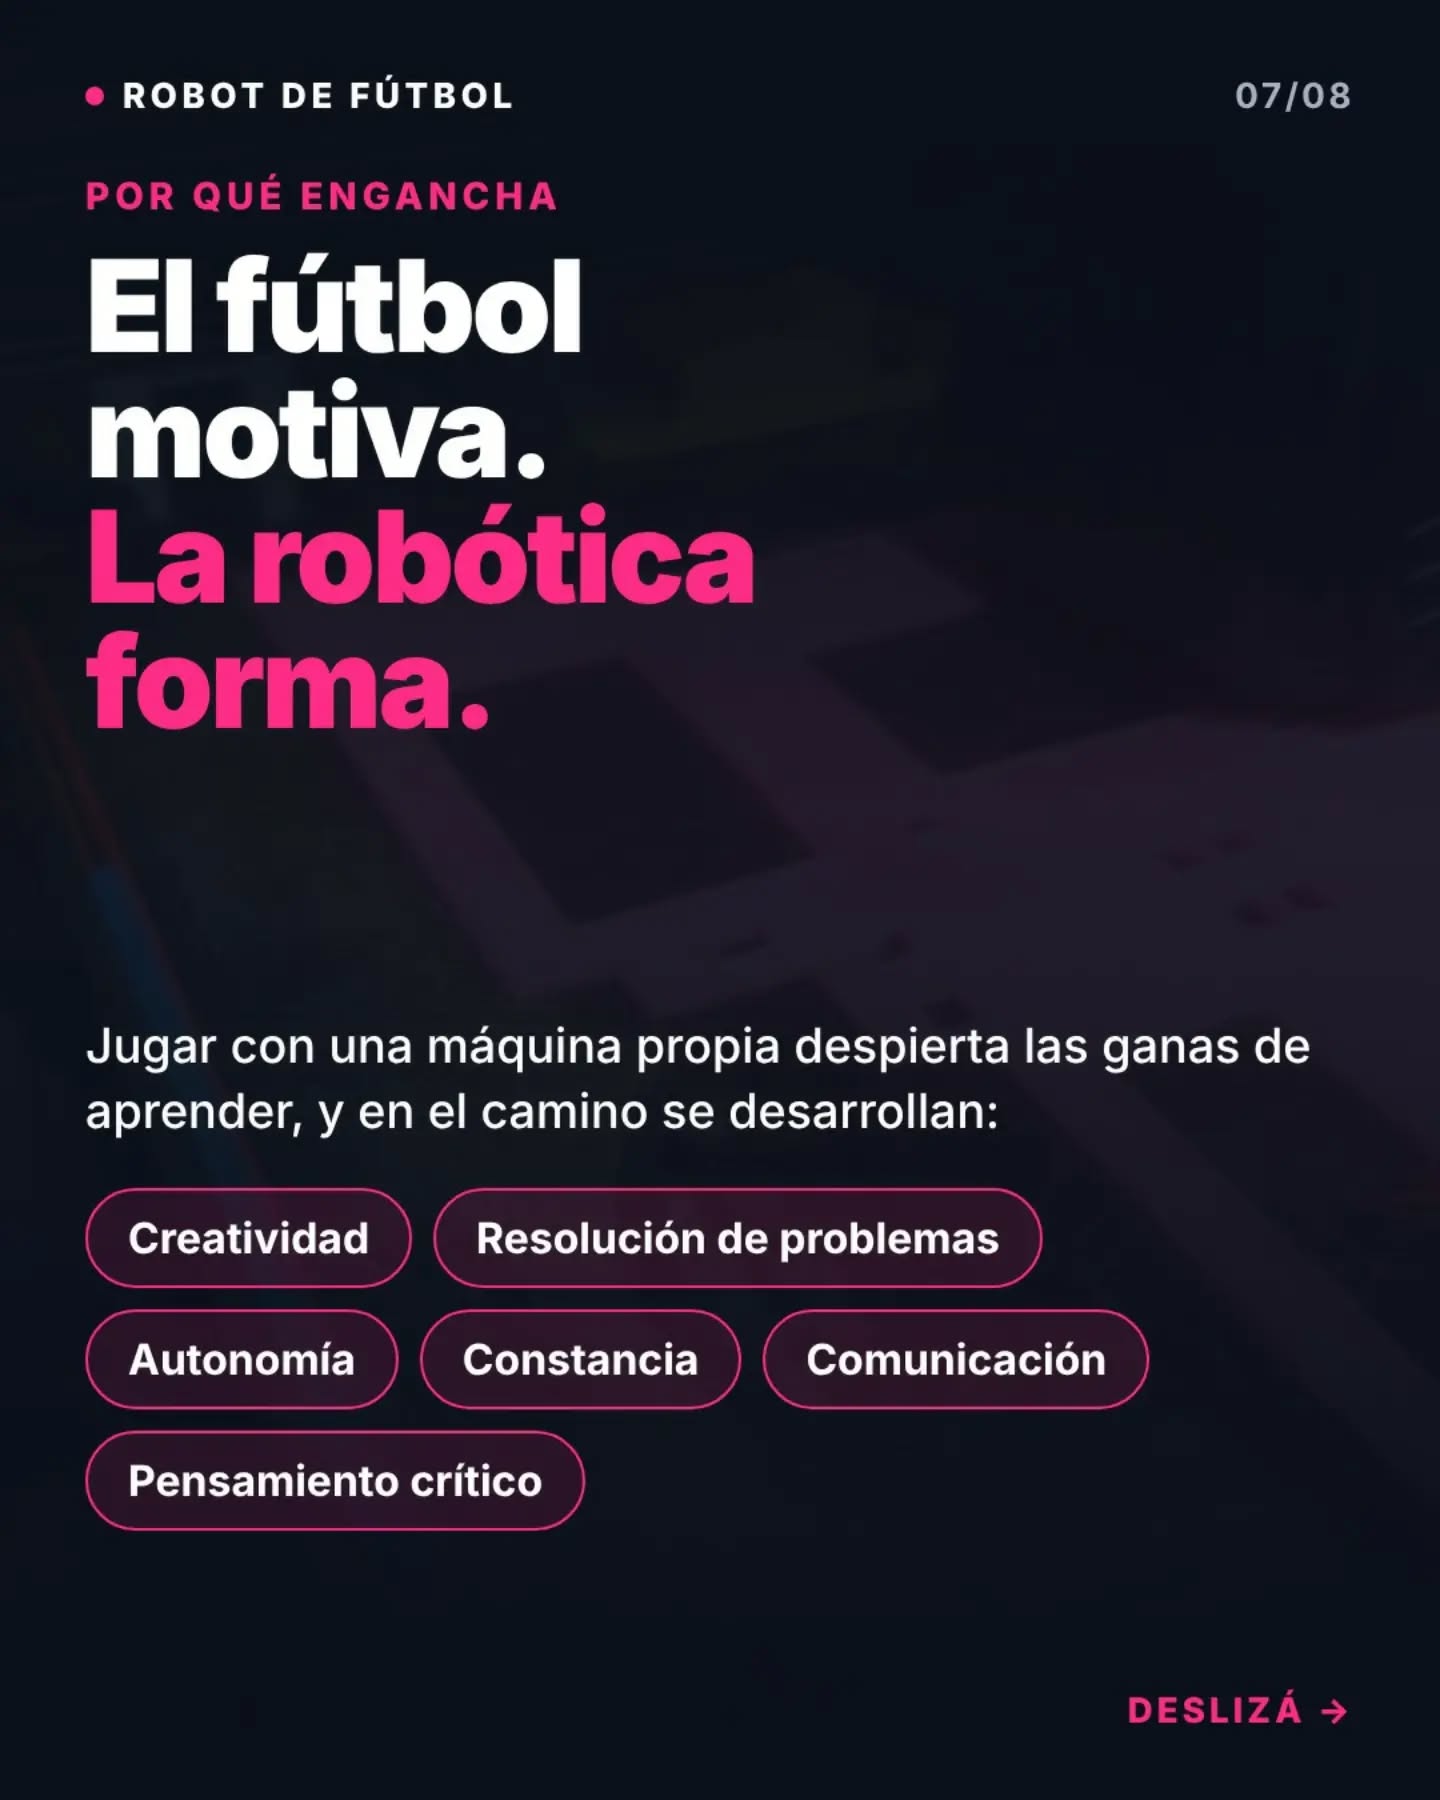 ROBOT DE FÚTBOL
07/08
POR QUÉ ENGANCHA
El fútbol
motiva.
La robótica
forma.
Jugar con una máquina propia despierta las ganas de
aprender, y en el camino se desarrollan:
Creatividad
Resolución de problemas
Autonomía
Constancia
Comunicación
Pensamiento crítico
DESLIZÁ →